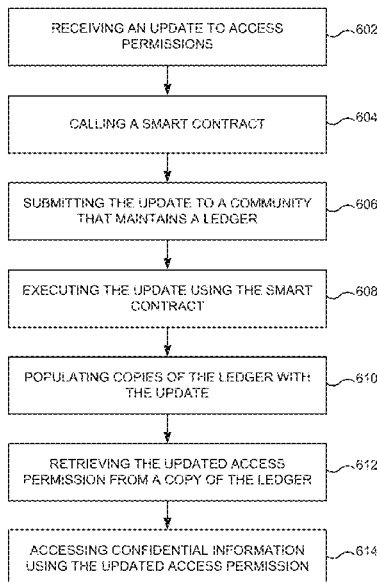 RECEIVING AN UPDATE TO ACCESS
PERMISSIONS
602
CALLING A SMART CONTRACT
604
SUBMITTING THE UPDATE TO A COMMUNITY
THAT MAINTAINS A LEDGER
606
EXECUTING THE UPDATE USING THE SMART
CONTRACT
608
POPULATING COPIES OF THE LEDGER WITH
THE UPDATE
610
RETRIEVING THE UPDATED ACCESS
PERMISSION FROM A COPY OF THE LEDGER
612
ACCESSING CONFIDENTIAL INFORMATION
USING THE UPDATED ACCESS PERMISSION
614